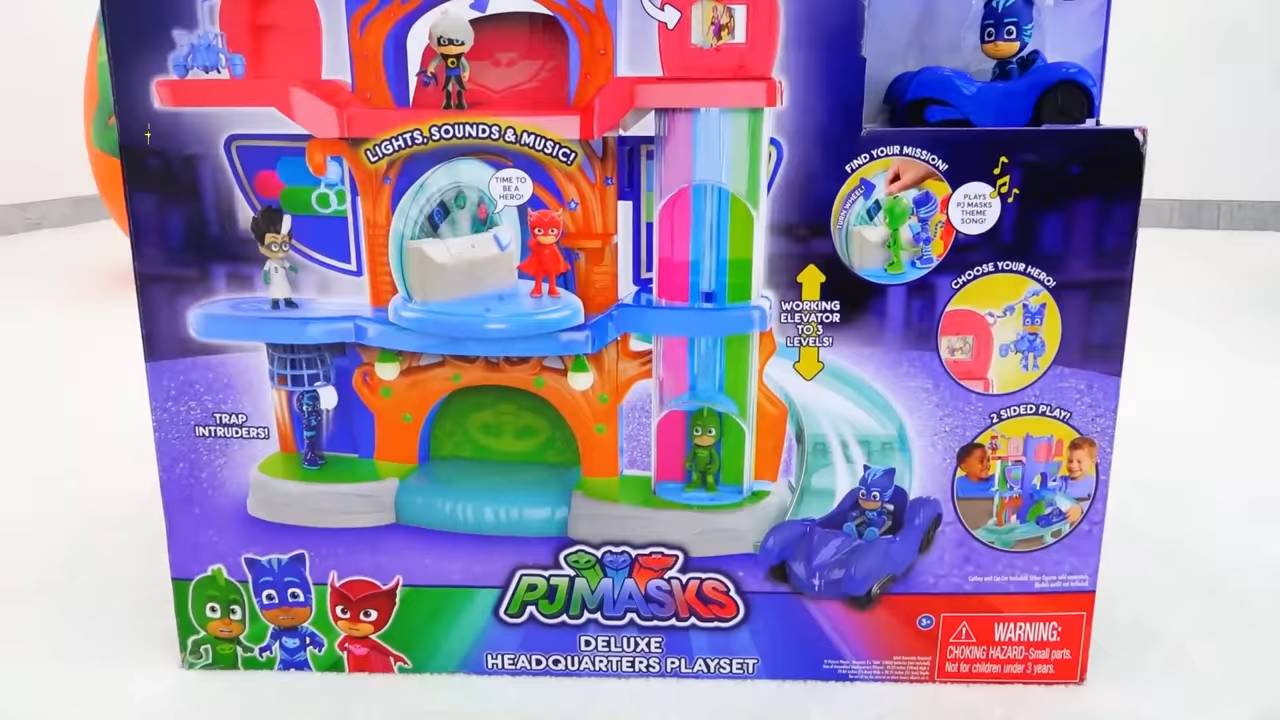 LIGHTS, SOUNDS & MUSIC!
TIME TO
BE A
HERO!
FIND YOUR MISSION!
TURN WHEEL!
PLAYS
PJ MASKS
THEME
SONG!
CHOOSE YOUR HERO!
WORKING
ELEVATOR
TO 3
LEVELS!
2 SIDED PLAY!
TRAP
INTRUDERS!
PJMASKS
DELUXE
HEADQUARTERS PLAYSET
3+
WARNING:
CHOKING HAZARD-Small parts.
Not for children under 3 years.